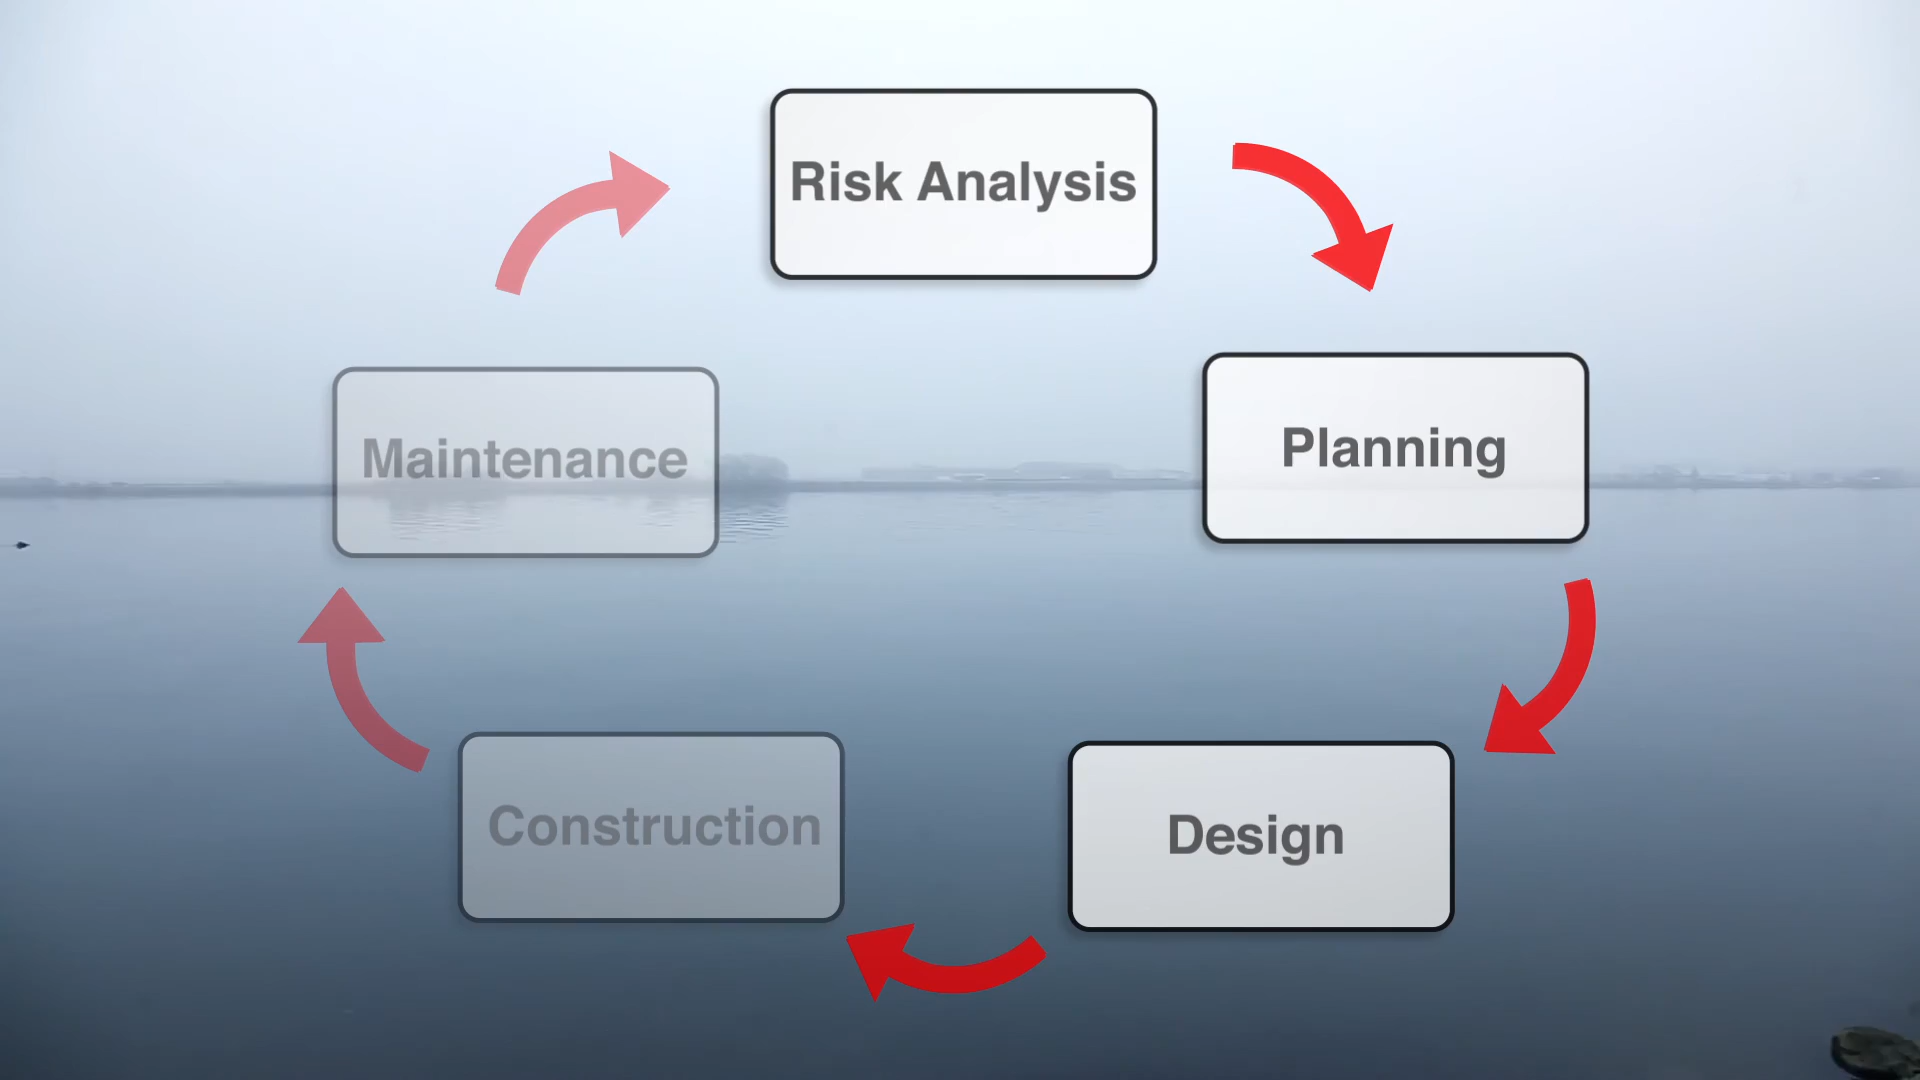 Risk Analysis
Planning
Design
Construction
Maintenance